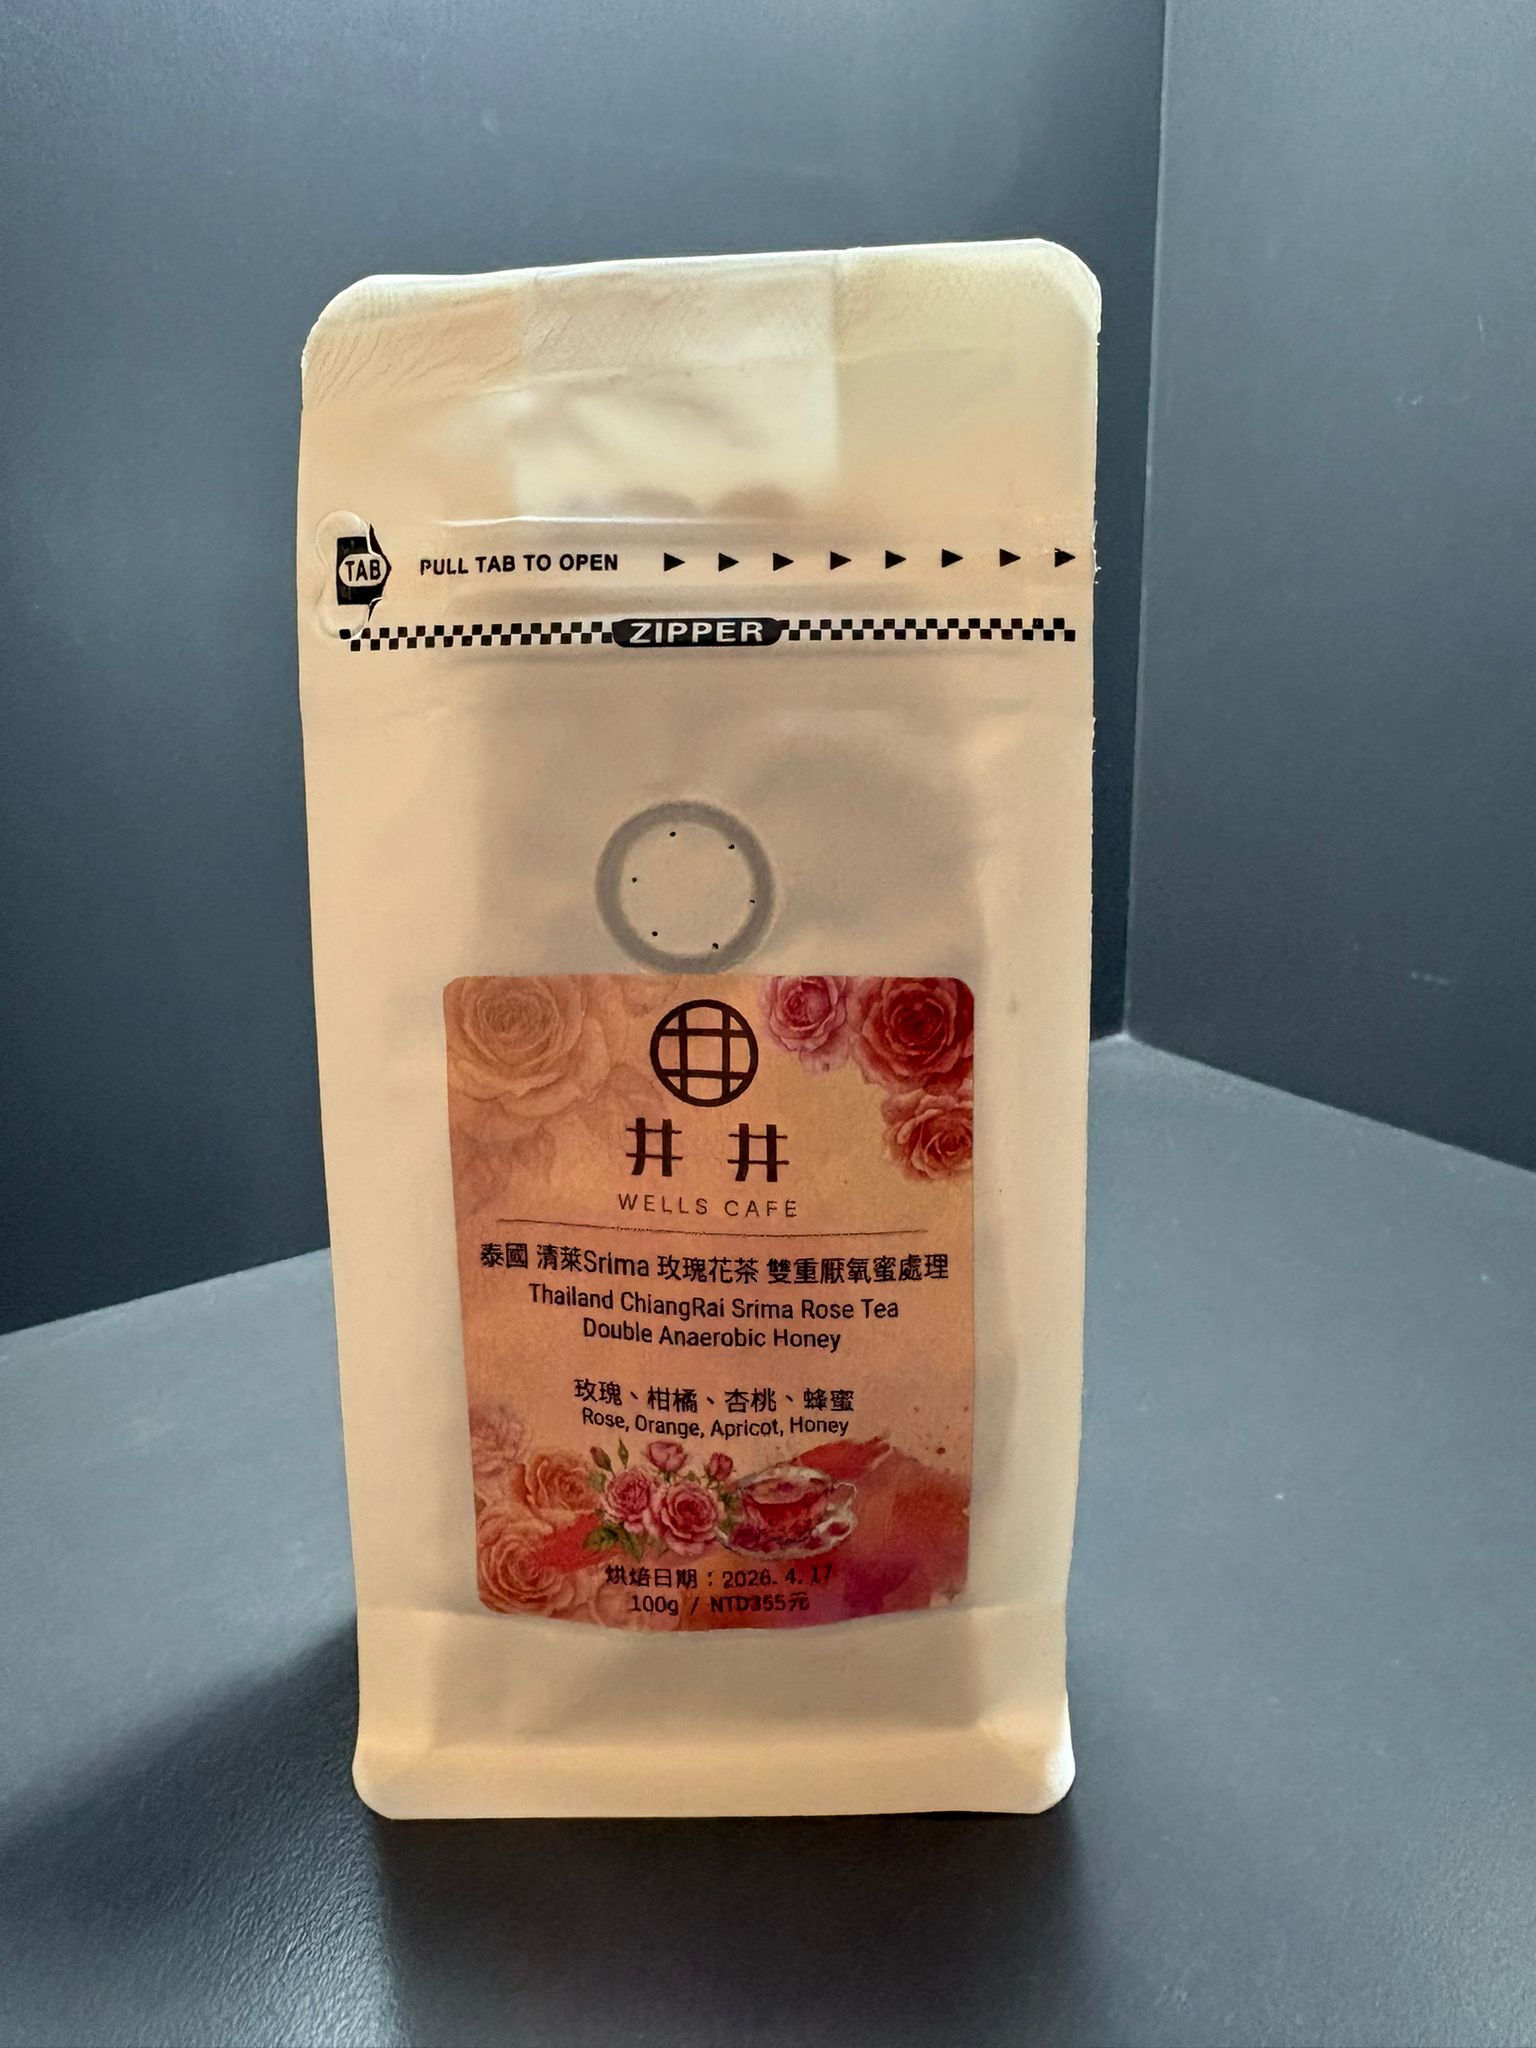 TAB
PULL TAB TO OPEN
ZIPPER
井井
WELLS CAFE
泰國 清萊Srima 玫瑰花茶 雙重厭氧蜜處理
Thailand ChiangRai Srima Rose Tea
Double Anaerobic Honey
玫瑰、柑橘、杏桃、蜂蜜
Rose, Orange, Apricot, Honey
烘焙日期：2026. 4. 17
100g / NTD355元